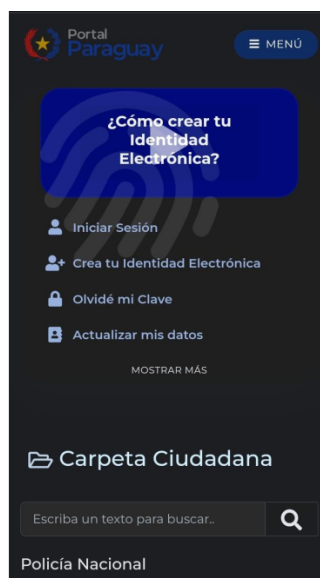 Portal
Paraguay
MENÚ
¿Cómo crear tu
Identidad
Electrónica?
Iniciar Sesión
Crea tu Identidad Electrónica
Olvidé mi Clave
Actualizar mis datos
MOSTRAR MÁS
Carpeta Ciudadana
Escriba un texto para buscar..
Policía Nacional